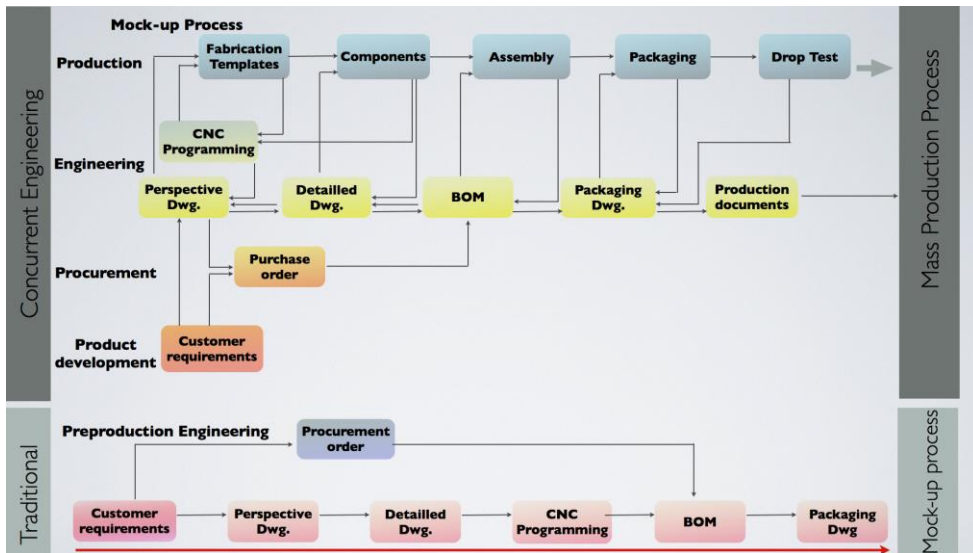 Mock-up Process
Production
Fabrication
Templates
Components
Assembly
Packaging
Drop Test
CNC
Programming
Engineering
Perspective
Dwg.
Detailled
Dwg.
BOM
Packaging
Dwg.
Production
documents
Procurement
Purchase
order
Product
development
Customer
requirements
Concurrent Engineering
Mass Production Process
Traditional
Preproduction Engineering
Procurement
order
Customer
requirements
Perspective
Dwg.
Detailled
Dwg.
CNC
Programming
BOM
Packaging
Dwg
Mock-up process